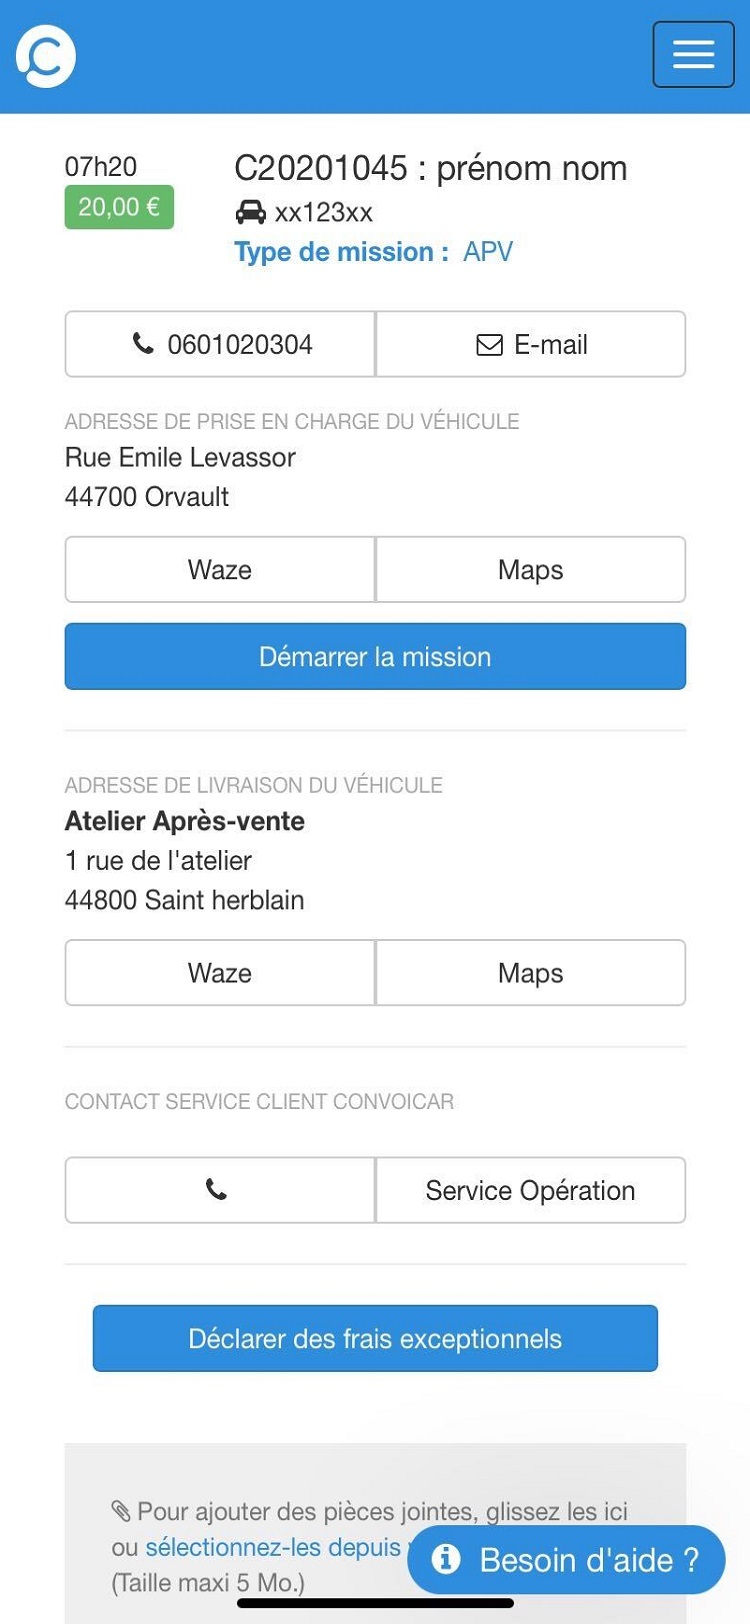 07h20
20,00 €
C20201045 : prénom nom
xx123xx
Type de mission : APV
0601020304
E-mail
ADRESSE DE PRISE EN CHARGE DU VÉHICULE
Rue Emile Levassor
44700 Orvault
Waze
Maps
Démarrer la mission
ADRESSE DE LIVRAISON DU VÉHICULE
Atelier Après-vente
1 rue de l'atelier
44800 Saint herblain
Waze
Maps
CONTACT SERVICE CLIENT CONVOICAR
Service Opération
Déclarer des frais exceptionnels
Pour ajouter des pièces jointes, glissez les ici
ou sélectionnez-les depuis
(Taille maxi 5 Mo.)
Besoin d'aide ?